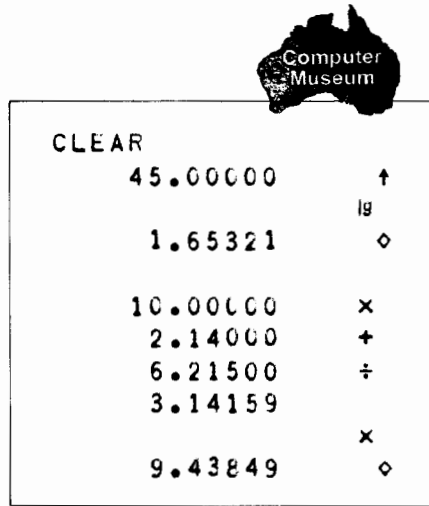 Computer
Museum
CLEAR
45.00000 ↑
lg
1.65321 ◇
10.00000 ×
2.14000 +
6.21500 ÷
3.14159
×
9.43849 ◇